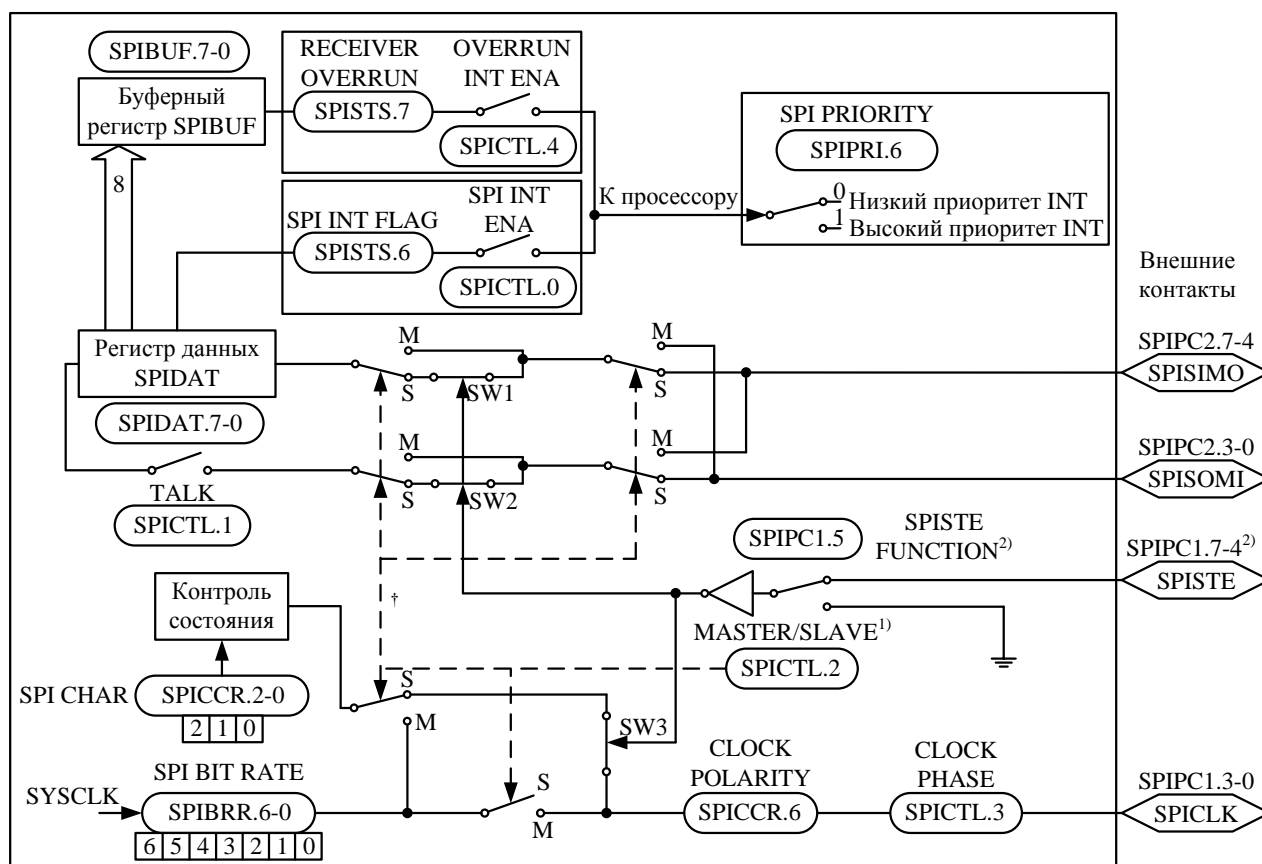 SPIBUF.7-0
Буферный
регистр SPIBUF
8
RECEIVER
OVERRUN
SPISTS.7
OVERRUN
INT ENA
SPICTL.4
SPI INT FLAG
SPISTS.6
SPI INT
ENA
SPICTL.0
К процессору
SPI PRIORITY
SPIPRI.6
0
Низкий приоритет INT
1
Высокий приоритет INT
Внешние
контакты
Регистр данных
SPIDAT
SPIDAT.7-0
M
S
SW1
M
S
SPIPC2.7-4
SPISIMO
TALK
SPICTL.1
M
S
SW2
M
S
SPIPC2.3-0
SPISOMI
SPIPC1.5
SPISTE
FUNCTION2)
SPIPC1.7-42)
SPISTE
Контроль
состояния
†
MASTER/SLAVE1)
SPICTL.2
SPI CHAR
SPICCR.2-0
2 1 0
S
M
SW3
SPI BIT RATE
SYSCLK
SPIBRR.6-0
6 5 4 3 2 1 0
S
M
CLOCK
POLARITY
SPICCR.6
CLOCK
PHASE
SPICTL.3
SPIPC1.3-0
SPICLK